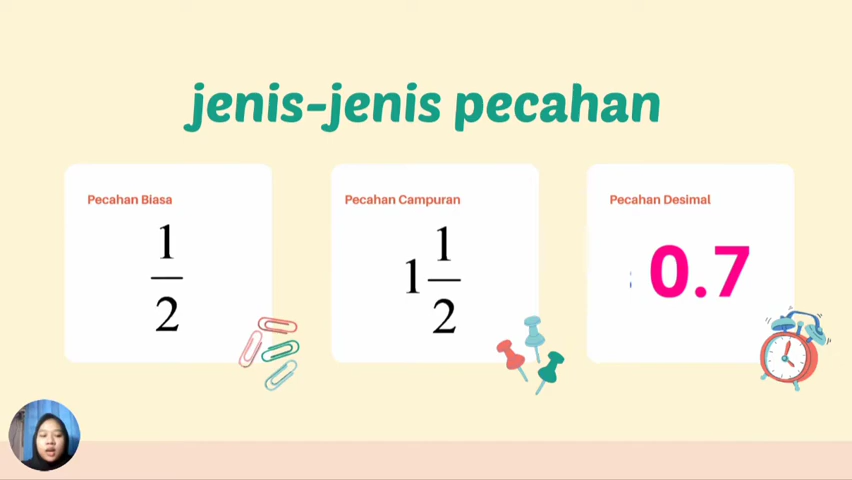 jenis-jenis pecahan
Pecahan Biasa
1
2
Pecahan Campuran
1 1
2
Pecahan Desimal
0.7